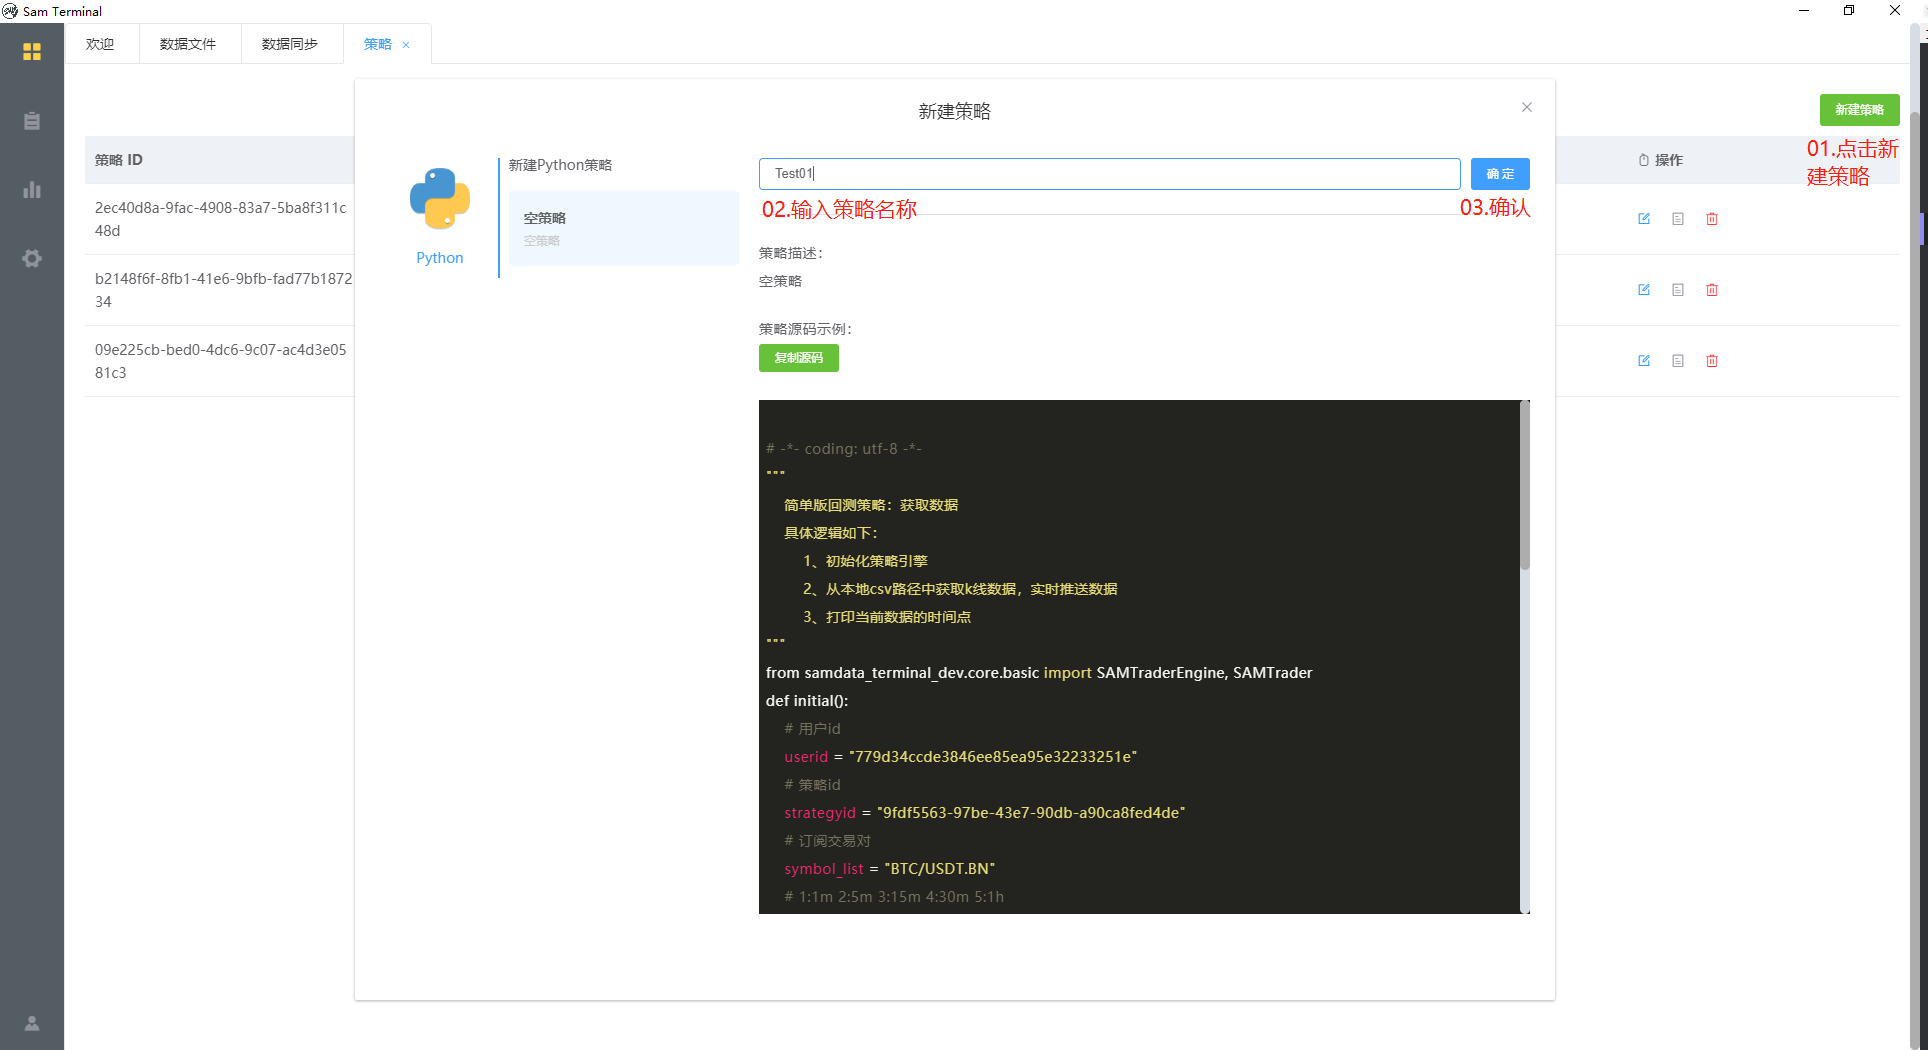 Sam Terminal
欢迎
数据文件
数据同步
策略
新建策略
01.点击新
建策略
策略 ID
操作
2ec40d8a-9fac-4908-83a7-5ba8f311c
48d
b2148f6f-8fb1-41e6-9bfb-fad77b1872
34
09e225cb-bed0-4dc6-9c07-ac4d3e05
81c3
新建策略
Python
新建Python策略
空策略
空策略
Test01
确 定
02.输入策略名称
03.确认
策略描述：
空策略
策略源码示例：
复制源码
# -*- coding: utf-8 -*-
"""
简单版回测策略：获取数据
具体逻辑如下：
1、初始化策略引擎
2、从本地csv路径中获取k线数据，实时推送数据
3、打印当前数据的时间点
"""
from samdata_terminal_dev.core.basic import SAMTraderEngine, SAMTrader
def initial():
# 用户id
userid = "779d34ccde3846ee85ea95e32233251e"
# 策略id
strategyid = "9fdf5563-97be-43e7-90db-a90ca8fed4de"
# 订阅交易对
symbol_list = "BTC/USDT.BN"
# 1:1m 2:5m 3:15m 4:30m 5:1h